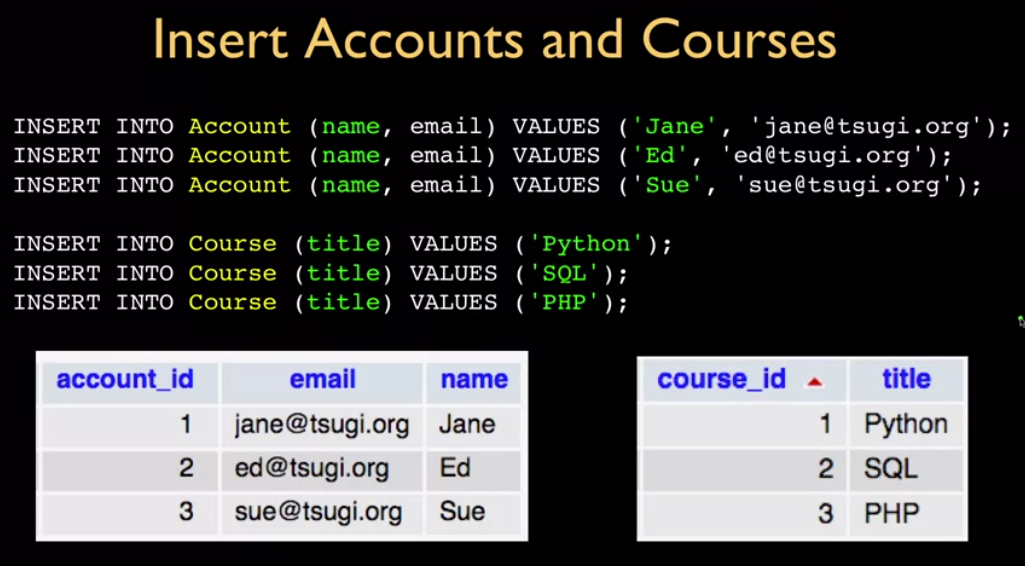 Insert Accounts and Courses
INSERT INTO Account (name, email) VALUES ('Jane', 'jane@tsugi.org');
INSERT INTO Account (name, email) VALUES ('Ed', 'ed@tsugi.org');
INSERT INTO Account (name, email) VALUES ('Sue', 'sue@tsugi.org');
INSERT INTO Course (title) VALUES ('Python');
INSERT INTO Course (title) VALUES ('SQL');
INSERT INTO Course (title) VALUES ('PHP');
account_id email name
1 jane@tsugi.org Jane
2 ed@tsugi.org Ed
3 sue@tsugi.org Sue
course_id title
1 Python
2 SQL
3 PHP